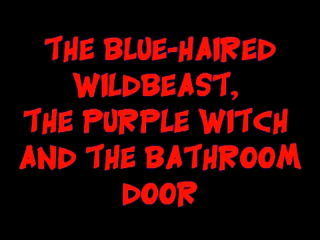 THE BLUE-HAIRED
WILDBEAST,
THE PURPLE WITCH
AND THE BATHROOM
DOOR